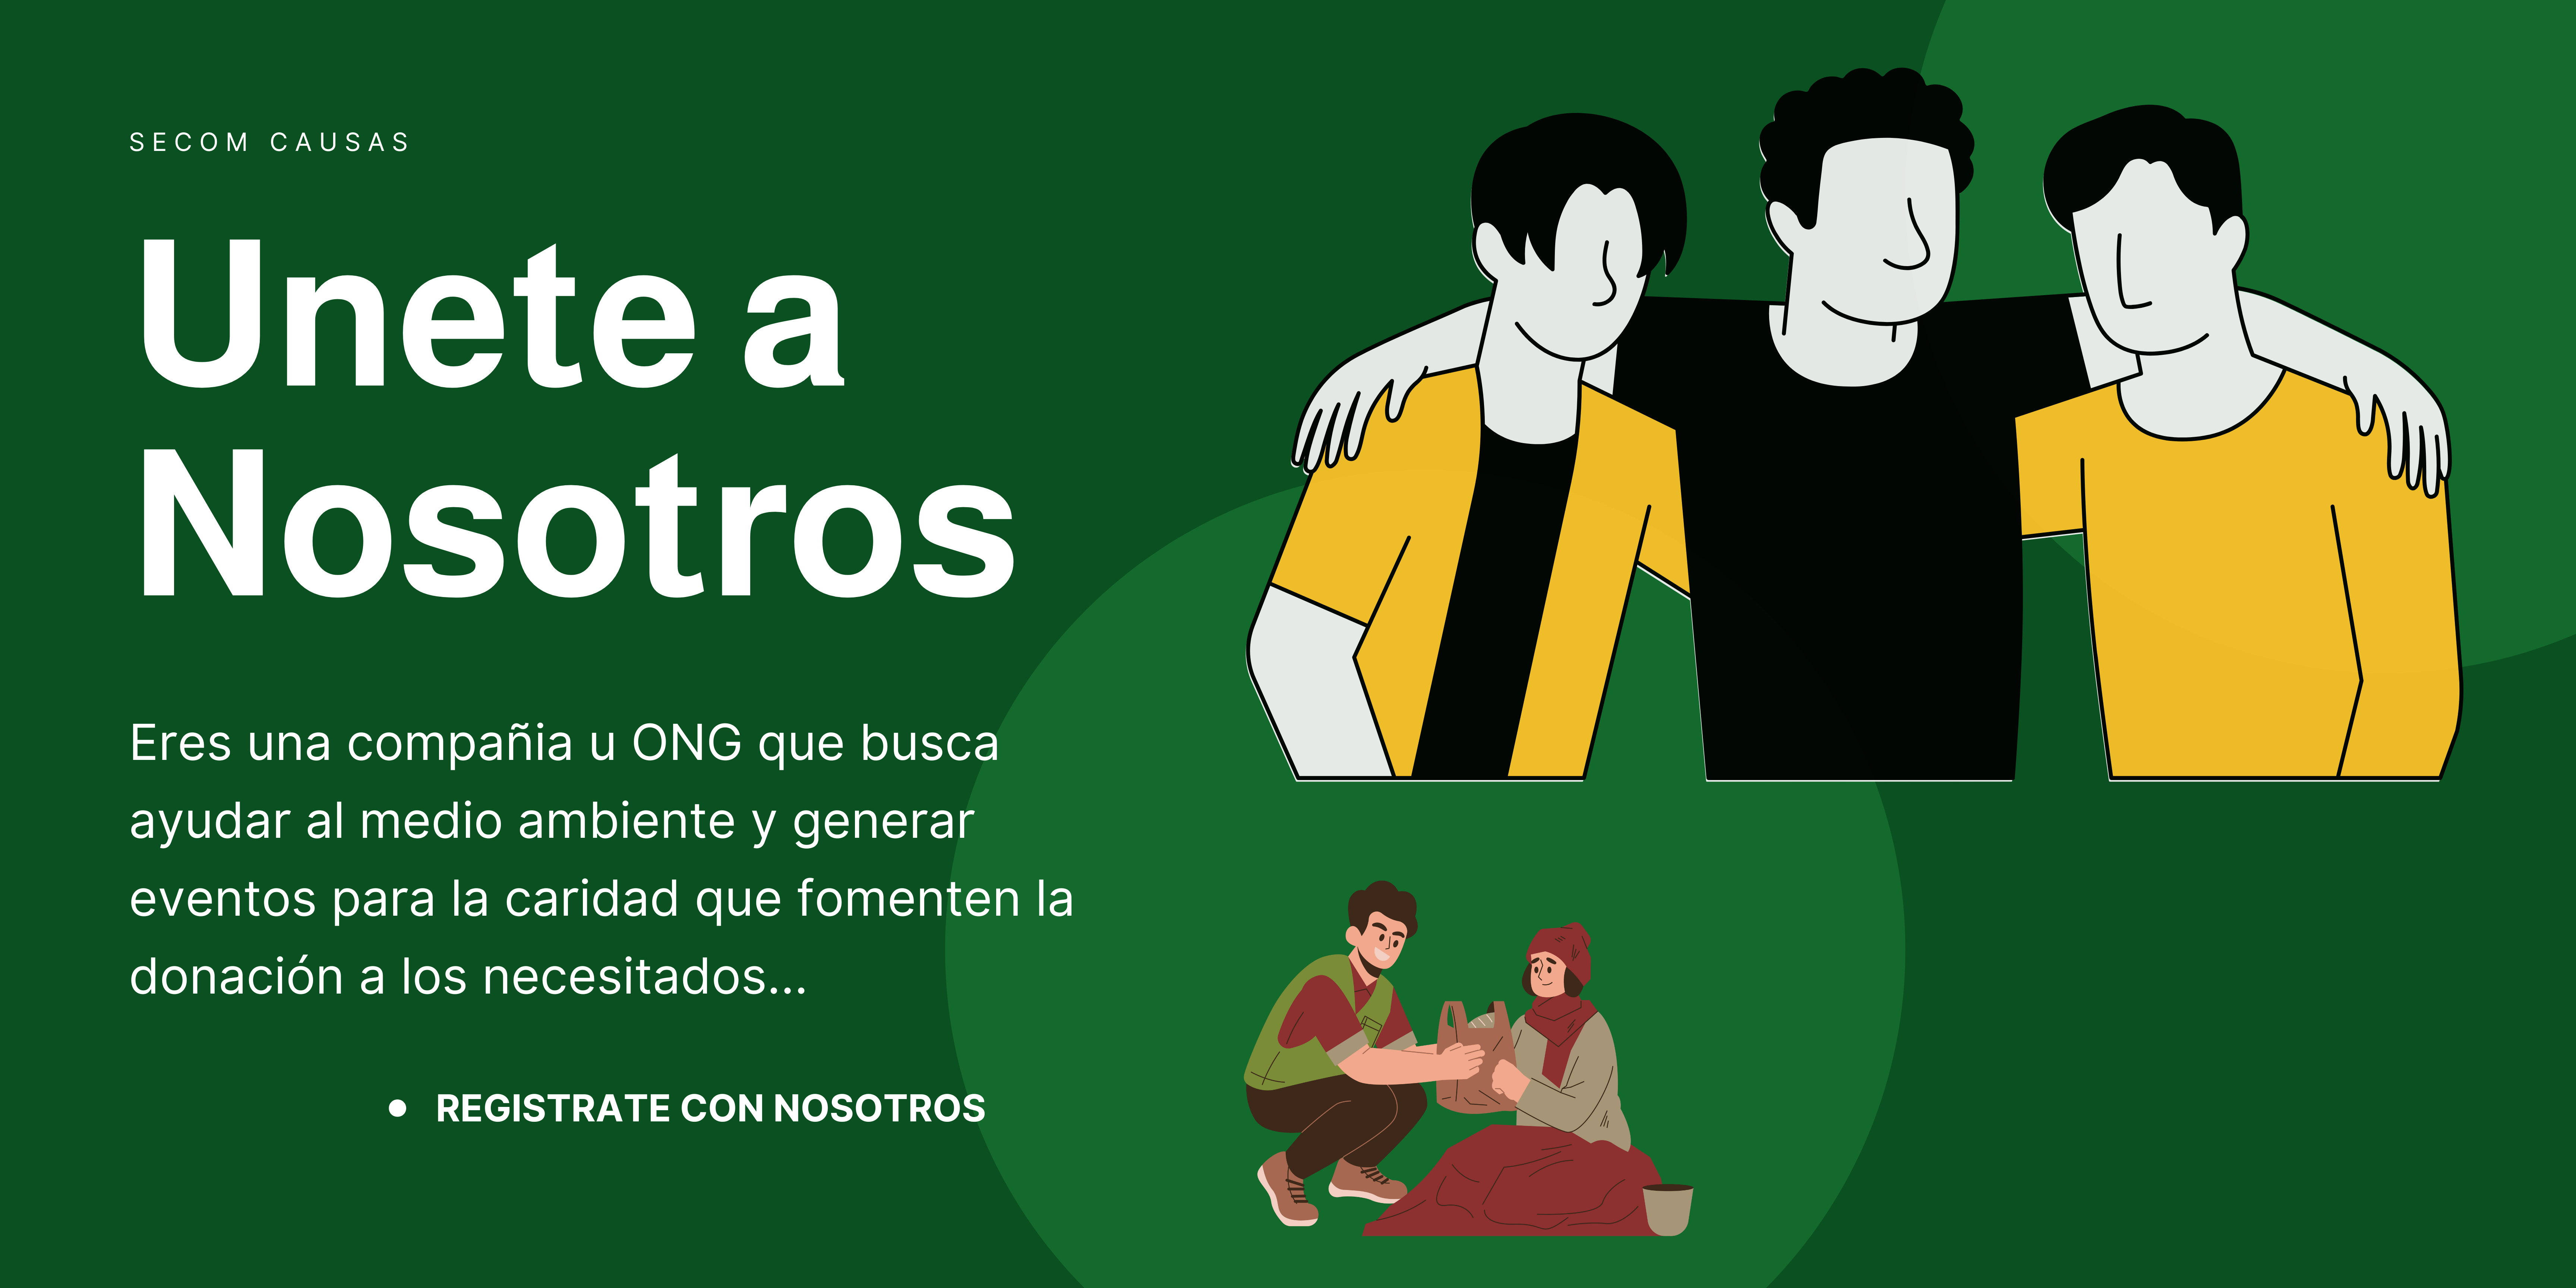 SECOM CAUSAS
Unete a
Nosotros
Eres una compañia u ONG que busca
ayudar al medio ambiente y generar
eventos para la caridad que fomenten la
donación a los necesitados...
• REGISTRATE CON NOSOTROS